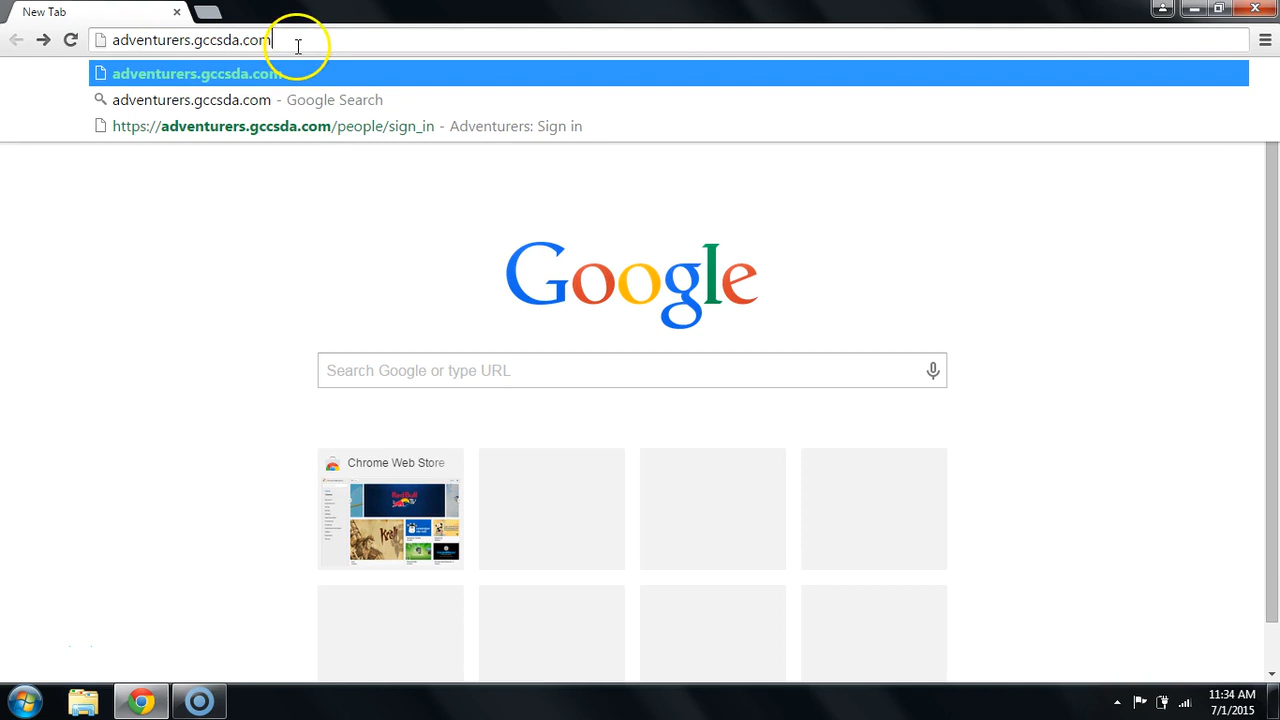 New Tab
adventurers.gccsda.com
adventurers.gccsda.com
adventurers.gccsda.com - Google Search
https://adventurers.gccsda.com/people/sign_in - Adventurers: Sign in
Google
Search Google or type URL
Chrome Web Store
11:34 AM
7/1/2015